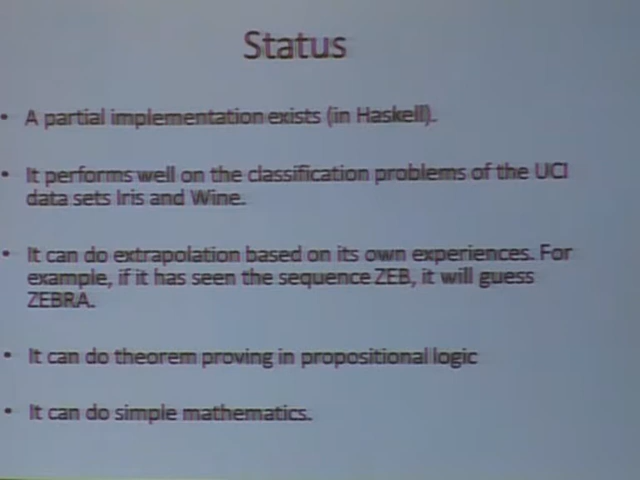 Status
• A partial implementation exists (in Haskell).
• It performs well on the classification problems of the UCI
data sets Iris and Wine.
• It can do extrapolation based on its own experiences. For
example, if it has seen the sequence ZEB, it will guess
ZEBRA.
• It can do theorem proving in propositional logic
• It can do simple mathematics.